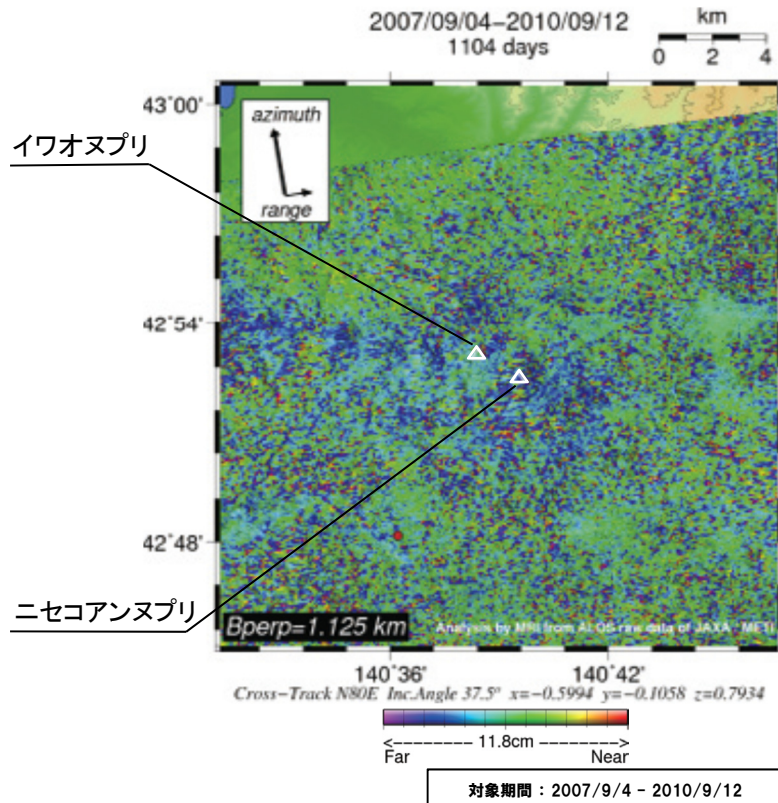 2007/09/04–2010/09/12
1104 days
km
0 2 4
43°00'
azimuth
range
イワオヌプリ
42°54'
42°48'
ニセコアンヌプリ
Bperp=1.125 km
Analysis by MRI from ALOS raw data of JAXA METI
140°36'
140°42'
Cross−Track N80E Inc.Angle 37.5° x=−0.5994 y=−0.1058 z=0.7934
11.8cm
Far
Near
対象期間：2007/9/4 - 2010/9/12